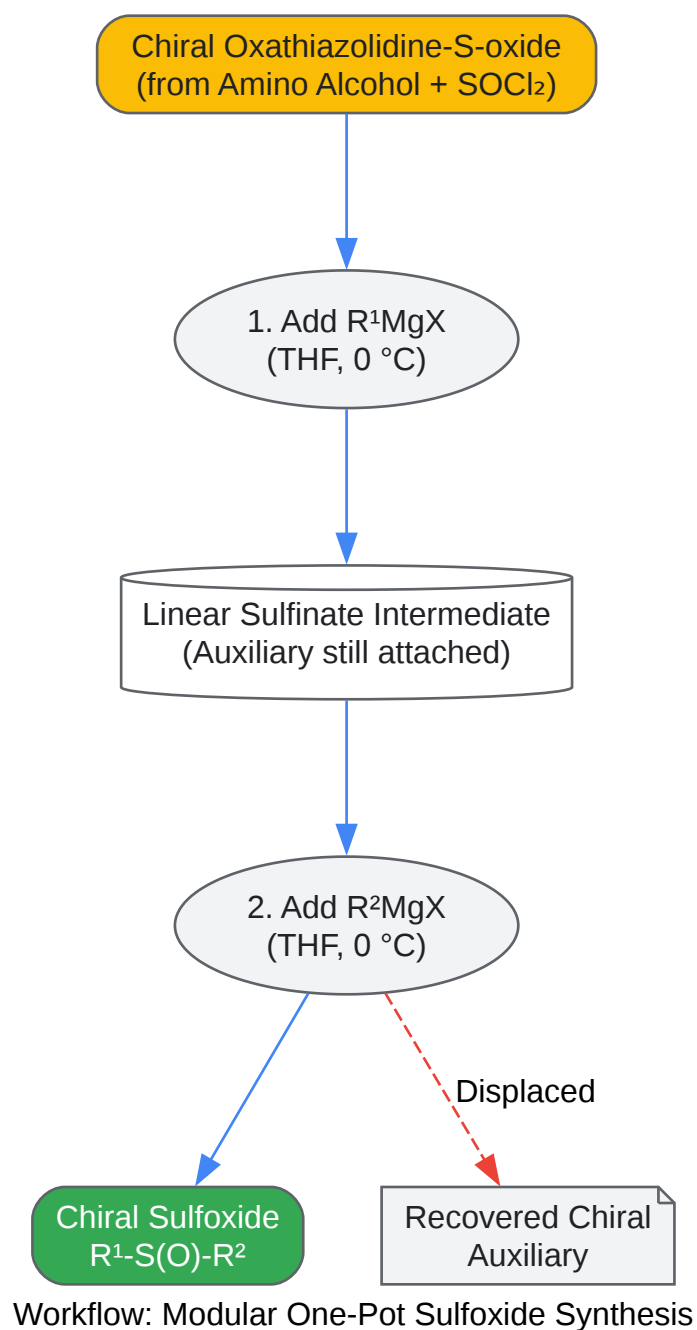 Chiral Oxathiazolidine-S-oxide
(from Amino Alcohol + SOCl₂)
1. Add R¹MgX
(THF, 0 °C)
Linear Sulfinate Intermediate
(Auxiliary still attached)
2. Add R²MgX
(THF, 0 °C)
Displaced
Chiral Sulfoxide
R¹-S(O)-R²
Recovered Chiral
Auxiliary
Workflow: Modular One-Pot Sulfoxide Synthesis